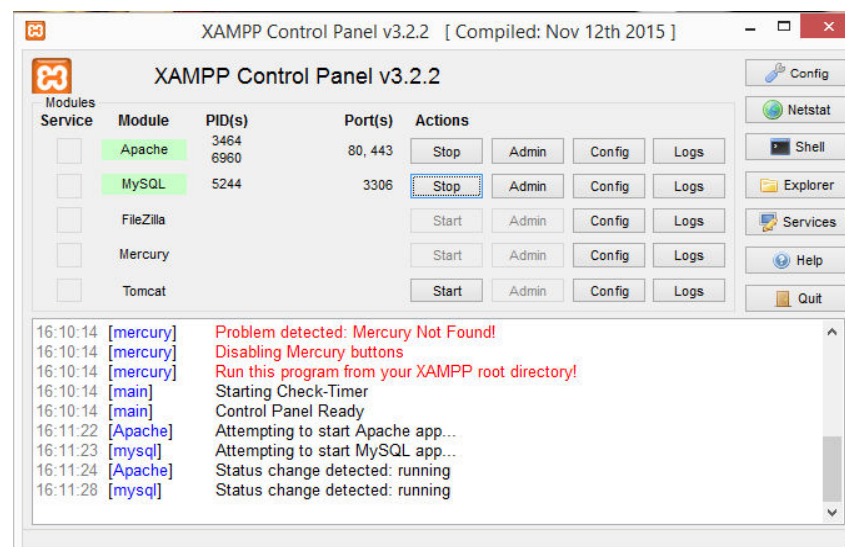 XAMPP Control Panel v3.2.2 [ Compiled: Nov 12th 2015 ]
XAMPP Control Panel v3.2.2
Config
Modules
Netstat
Service Module PID(s) Port(s) Actions
Apache 3464 6960 80, 443 Stop Admin Config Logs
Shell
MySQL 5244 3306 Stop Admin Config Logs
Explorer
FileZilla Start Admin Config Logs
Services
Mercury Start Admin Config Logs
Help
Tomcat Start Admin Config Logs
Quit
16:10:14 [mercury] Problem detected: Mercury Not Found!
16:10:14 [mercury] Disabling Mercury buttons
16:10:14 [mercury] Run this program from your XAMPP root directory!
16:10:14 [main] Starting Check-Timer
16:10:14 [main] Control Panel Ready
16:11:22 [Apache] Attempting to start Apache app...
16:11:23 [mysql] Attempting to start MySQL app...
16:11:24 [Apache] Status change detected: running
16:11:28 [mysql] Status change detected: running